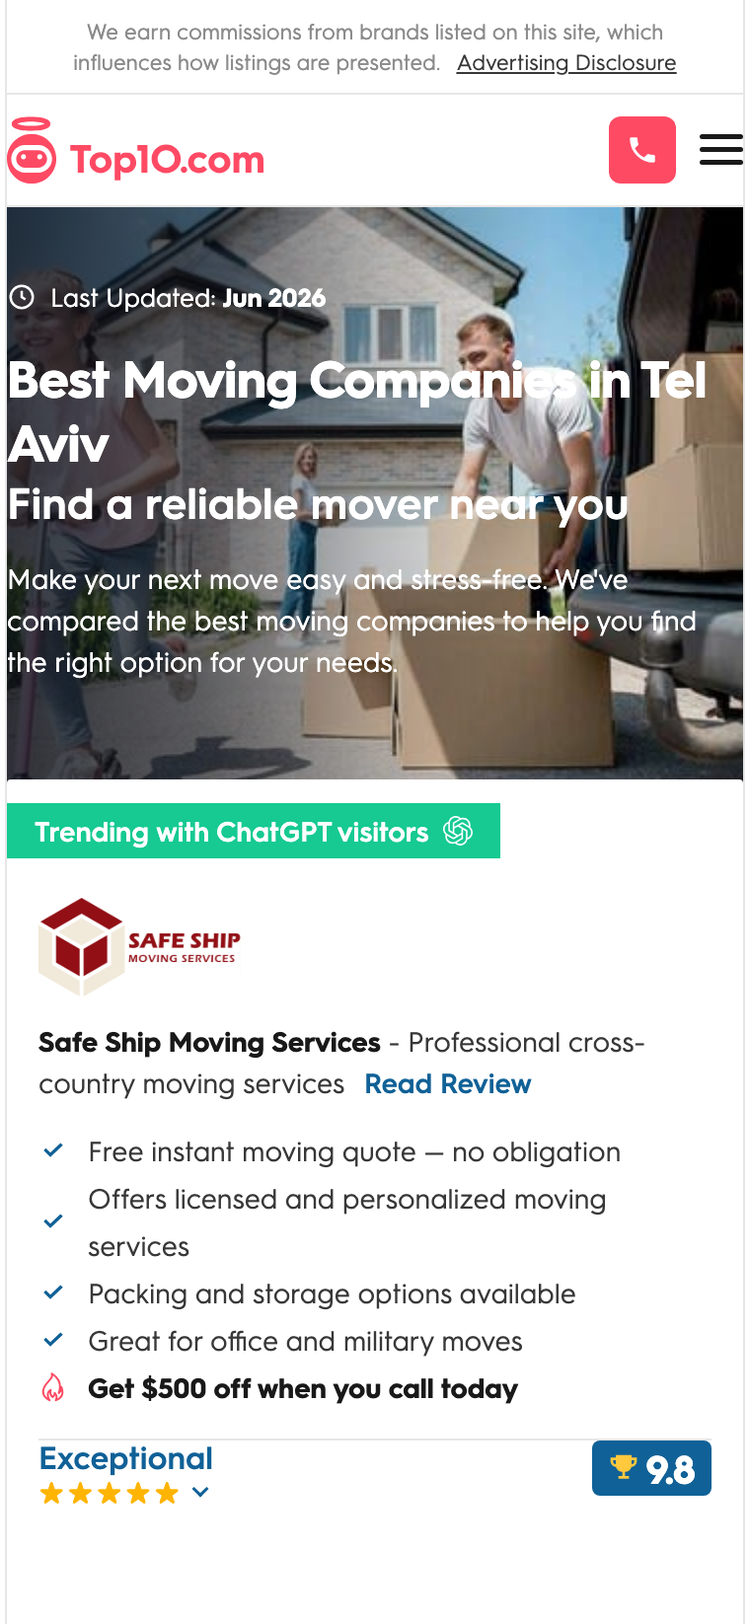 We earn commissions from brands listed on this site, which
influences how listings are presented. Advertising Disclosure
Top10.com
Last Updated: Jun 2026
Best Moving Companies in Tel
Aviv
Find a reliable mover near you
Make your next move easy and stress-free. We've
compared the best moving companies to help you find
the right option for your needs.
Trending with ChatGPT visitors
SAFE SHIP
MOVING SERVICES
Safe Ship Moving Services - Professional cross-
country moving services Read Review
Free instant moving quote — no obligation
Offers licensed and personalized moving
services
Packing and storage options available
Great for office and military moves
Get $500 off when you call today
Exceptional
9.8